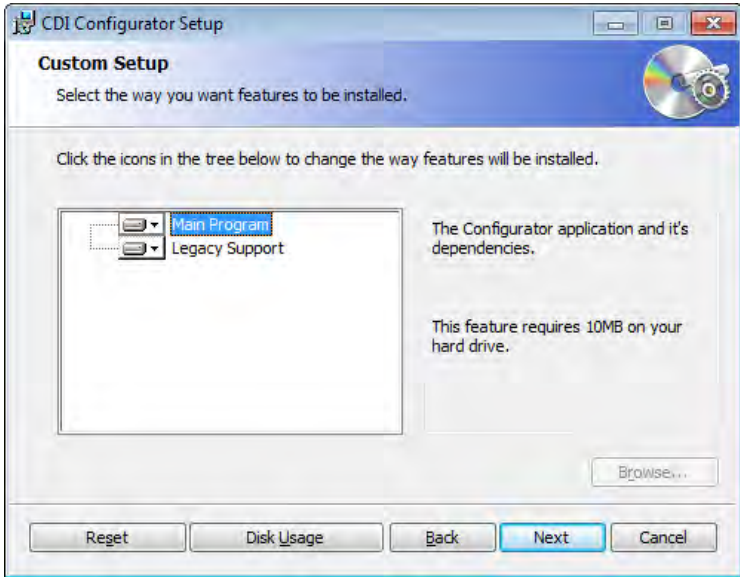 CDI Configurator Setup
Custom Setup
Select the way you want features to be installed.
Click the icons in the tree below to change the way features will be installed.
Main Program
Legacy Support
The Configurator application and it's
dependencies.
This feature requires 10MB on your
hard drive.
Browse...
Reset Disk Usage Back Next Cancel